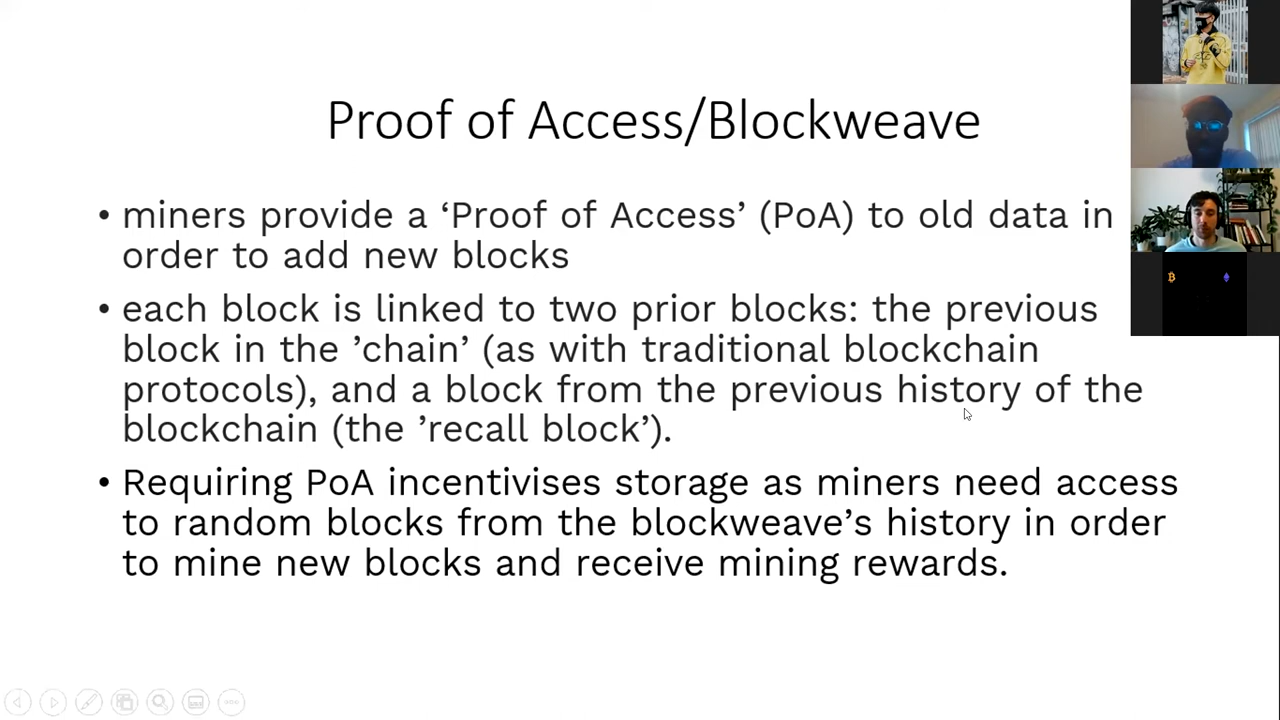 Proof of Access/Blockweave
• miners provide a ‘Proof of Access’ (PoA) to old data in
order to add new blocks
• each block is linked to two prior blocks: the previous
block in the ’chain’ (as with traditional blockchain
protocols), and a block from the previous history of the
blockchain (the ’recall block’).
• Requiring PoA incentivises storage as miners need access
to random blocks from the blockweave’s history in order
to mine new blocks and receive mining rewards.